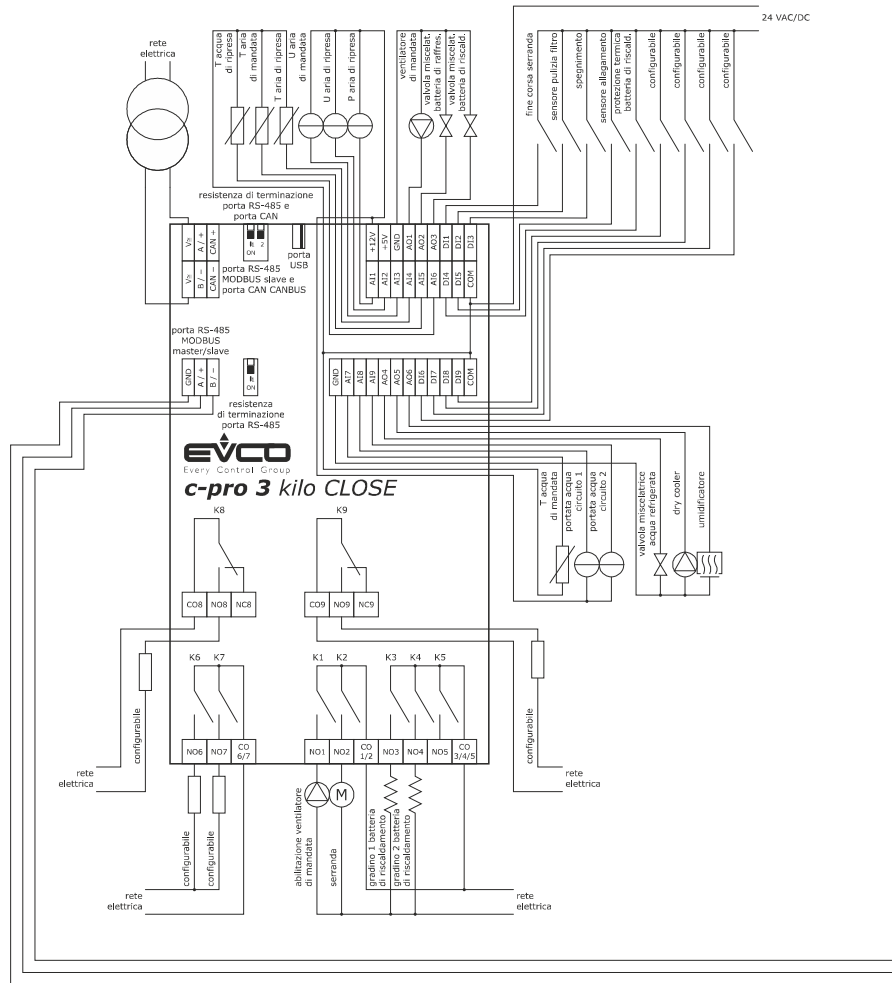 24 VAC/DC
rete
elettrica
T acqua
di ripresa
T aria
di mandata
T aria di ripresa
U aria
di mandata
U aria di ripresa
P aria di ripresa
ventilatore
di mandata
valvola miscelat.
batteria di raffres.
valvola miscelat.
batteria di riscald.
fine corsa serranda
sensore pulizia filtro
spegnimento
sensore allagamento
protezione termica
batteria di riscald.
configurabile
configurabile
configurabile
configurabile
resistenza di terminazione
porta RS-485 e
porta CAN
V≅
A / +
CAN +
1 2
ON
porta
USB
+12V
+5V
GND
AO1
AO2
AO3
DI1
DI2
DI3
V≅
B / −
CAN −
porta RS-485
MODBUS slave e
porta CAN CANBUS
AI1
AI2
AI3
AI4
AI5
AI6
DI4
DI5
COM
porta RS-485
MODBUS
master/slave
GND
A / +
B / −
1
ON
resistenza
di terminazione
porta RS-485
GND
AI7
AI8
AI9
AO4
AO5
AO6
DI6
DI7
DI8
DI9
COM
EVCO
Every Control Group
c-pro 3 kilo CLOSE
T acqua
di mandata
portata acqua
circuito 1
portata acqua
circuito 2
valvola miscelatrice
acqua refrigerata
dry cooler
umidificatore
K8
K9
CO8
NO8
NC8
CO9
NO9
NC9
K6
K7
K1
K2
K3
K4
K5
configurabile
configurabile
NO6
NO7
CO
6/7
NO1
NO2
CO
1/2
NO3
NO4
NO5
CO
3/4/5
rete
elettrica
rete
elettrica
M
configurabile
configurabile
abilitazione ventilatore
di mandata
serranda
gradino 1 batteria
di riscaldamento
gradino 2 batteria
di riscaldamento
rete
elettrica
rete
elettrica